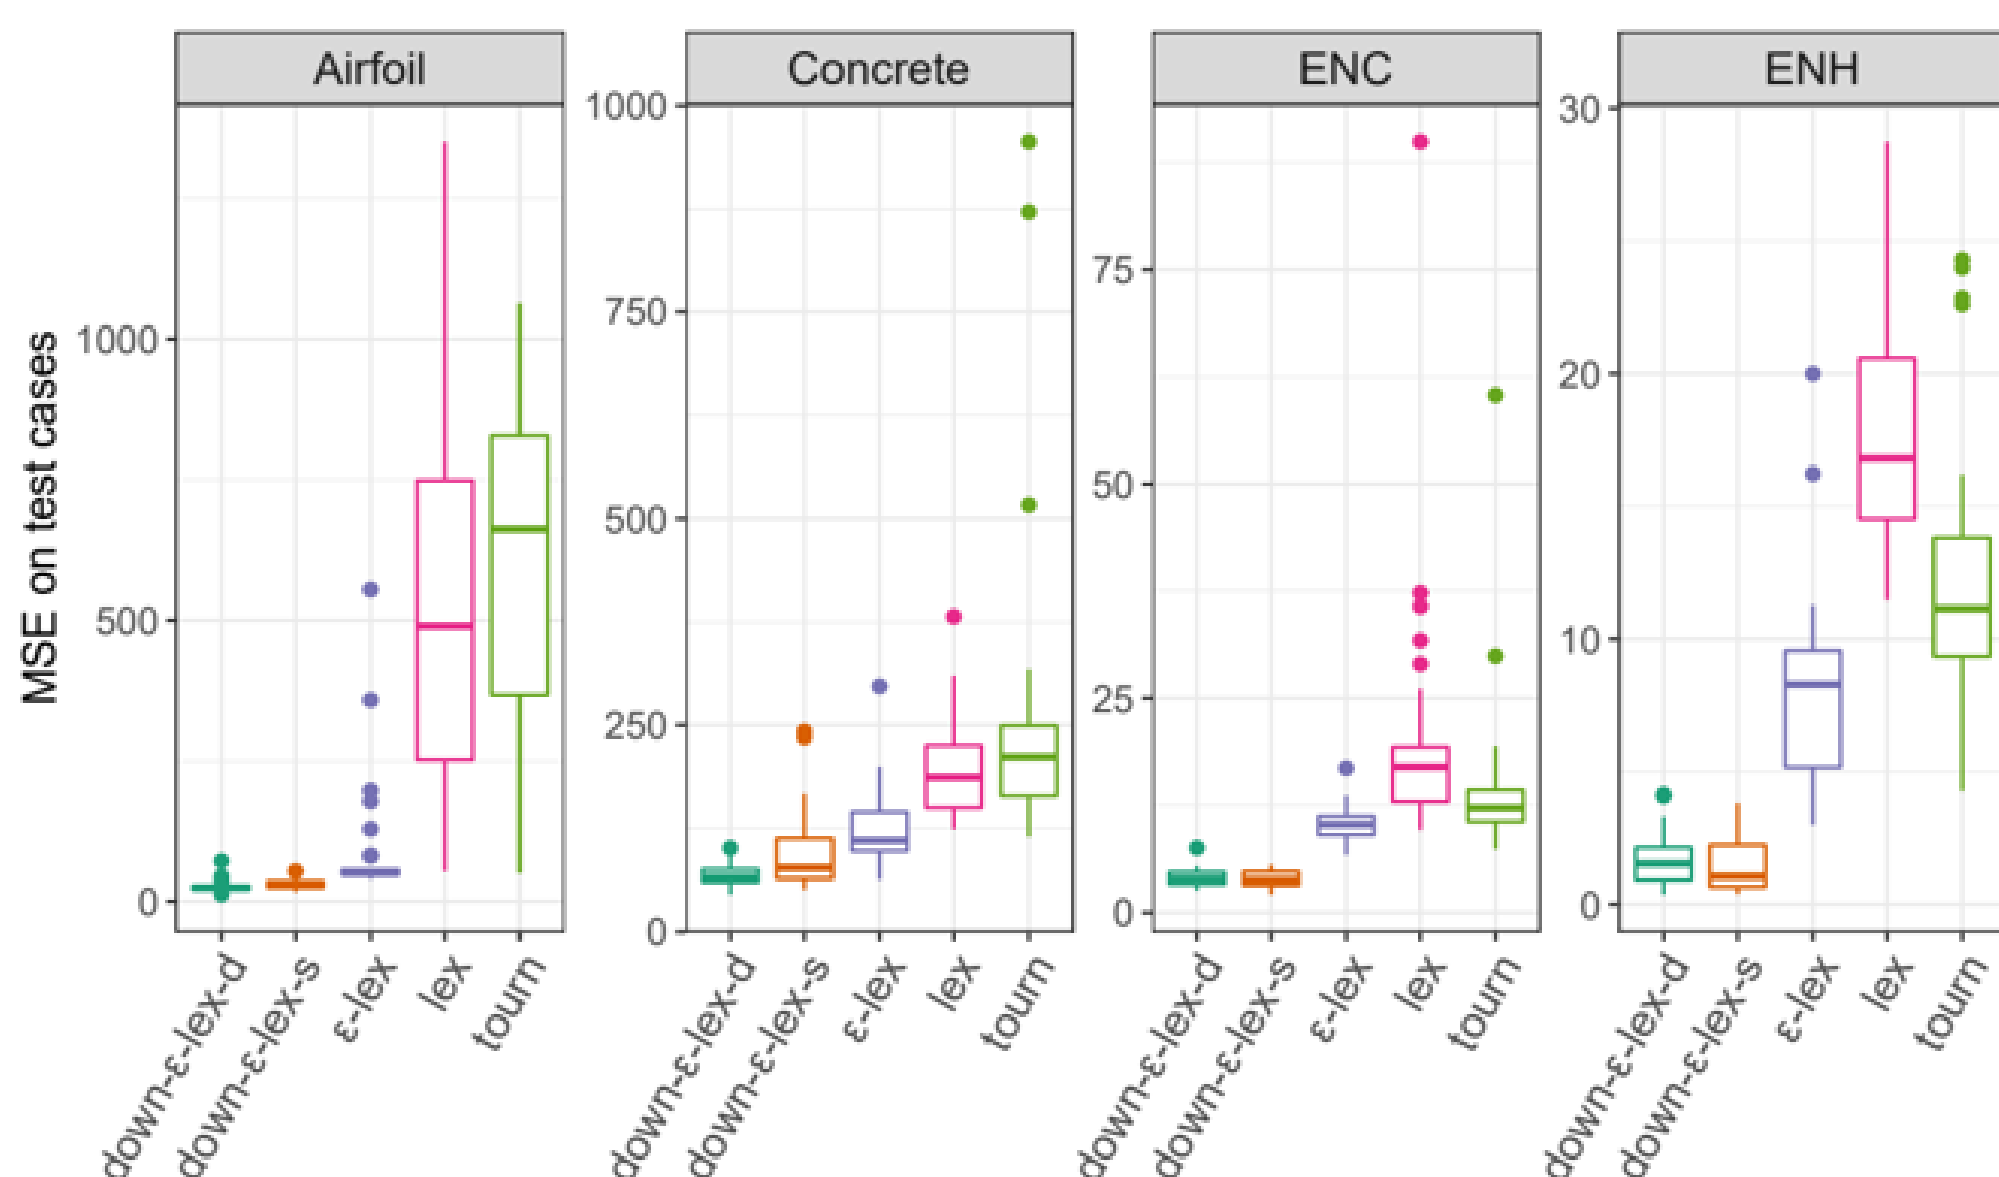 Airfoil
Concrete
ENC
ENH
MSE on test cases
1000
500
0
1000
750
500
250
0
75
50
25
0
30
20
10
0
down-ε-lex-d
down-ε-lex-s
ε-lex
lex
tourn
down-ε-lex-d
down-ε-lex-s
ε-lex
lex
tourn
down-ε-lex-d
down-ε-lex-s
ε-lex
lex
tourn
down-ε-lex-d
down-ε-lex-s
ε-lex
lex
tourn